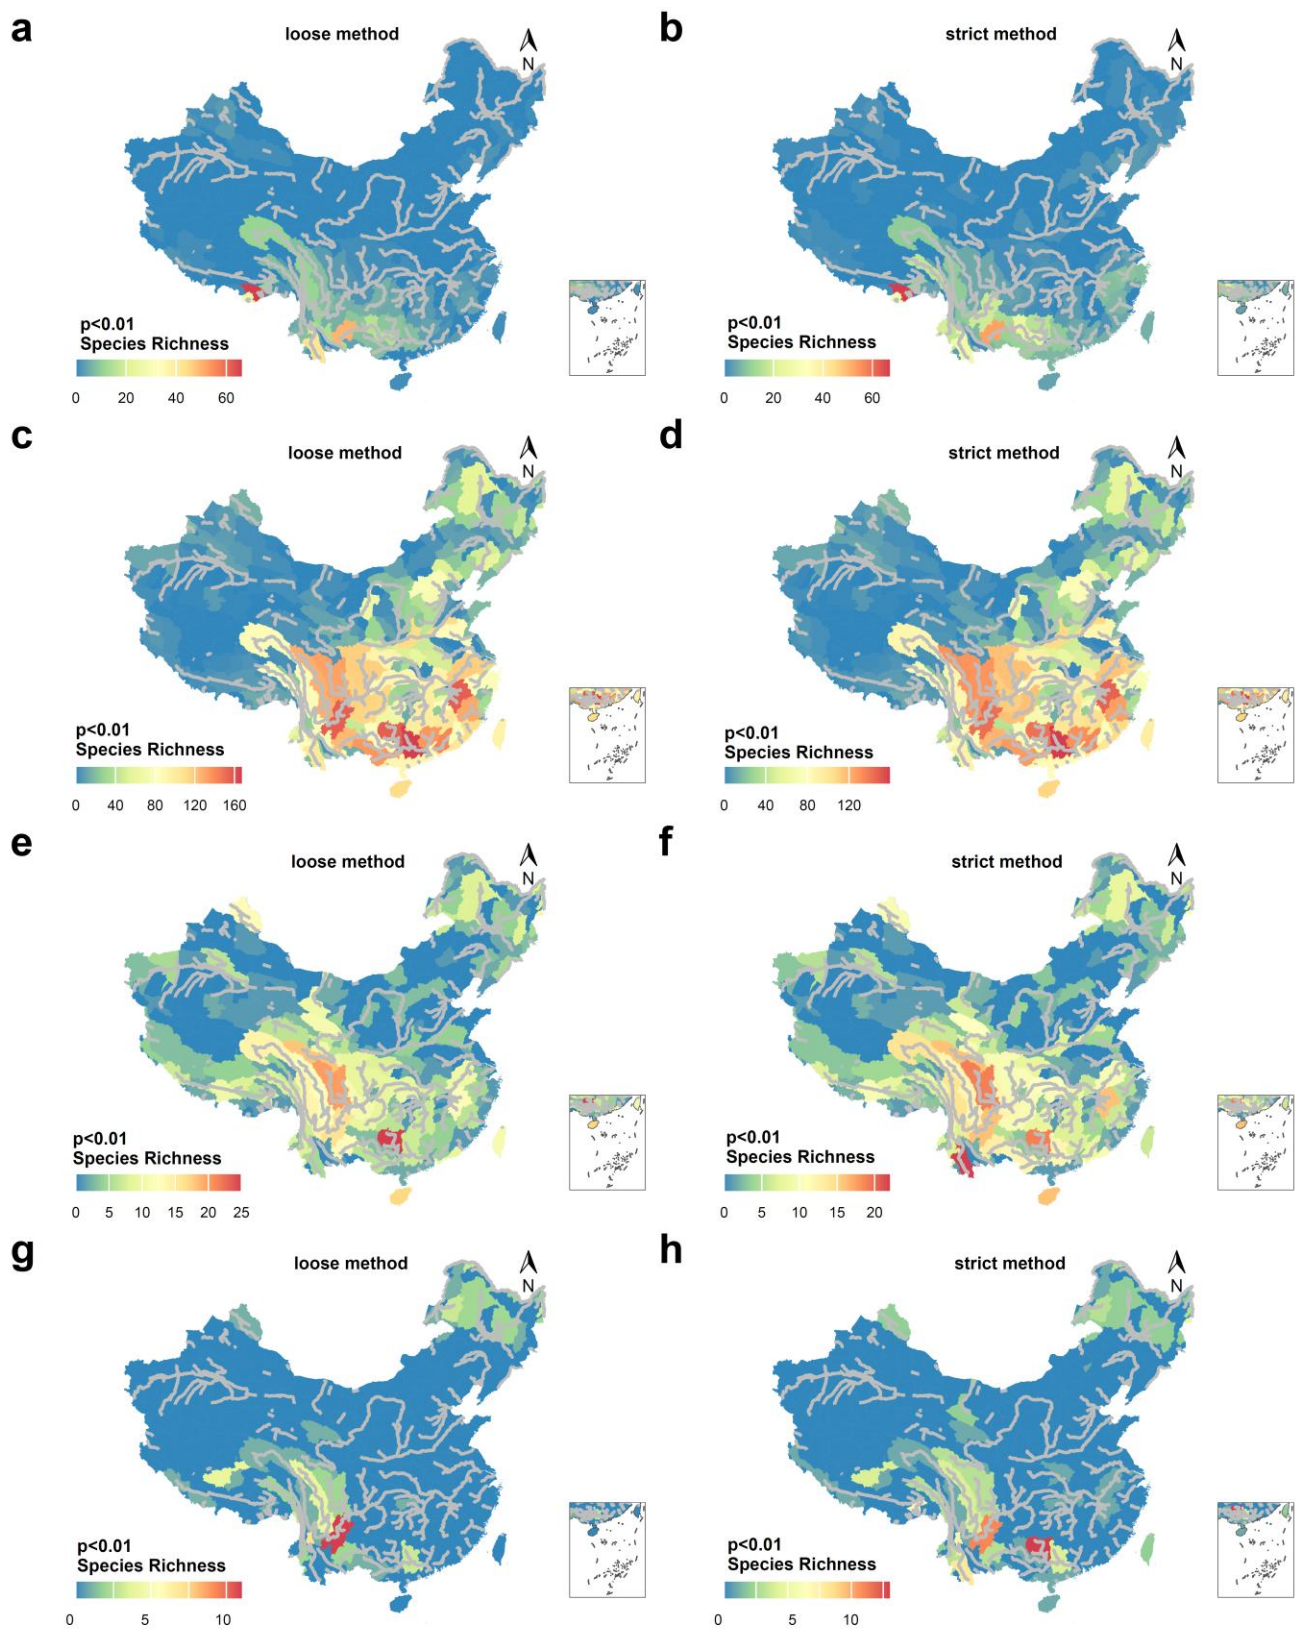 a
loose method
N
p<0.01
Species Richness
0 20 40 60
b
strict method
N
p<0.01
Species Richness
0 20 40 60
c
loose method
N
p<0.01
Species Richness
0 40 80 120 160
d
strict method
N
p<0.01
Species Richness
0 40 80 120
e
loose method
N
p<0.01
Species Richness
0 5 10 15 20 25
f
strict method
N
p<0.01
Species Richness
0 5 10 15 20
g
loose method
N
p<0.01
Species Richness
0 5 10
h
strict method
N
p<0.01
Species Richness
0 5 10